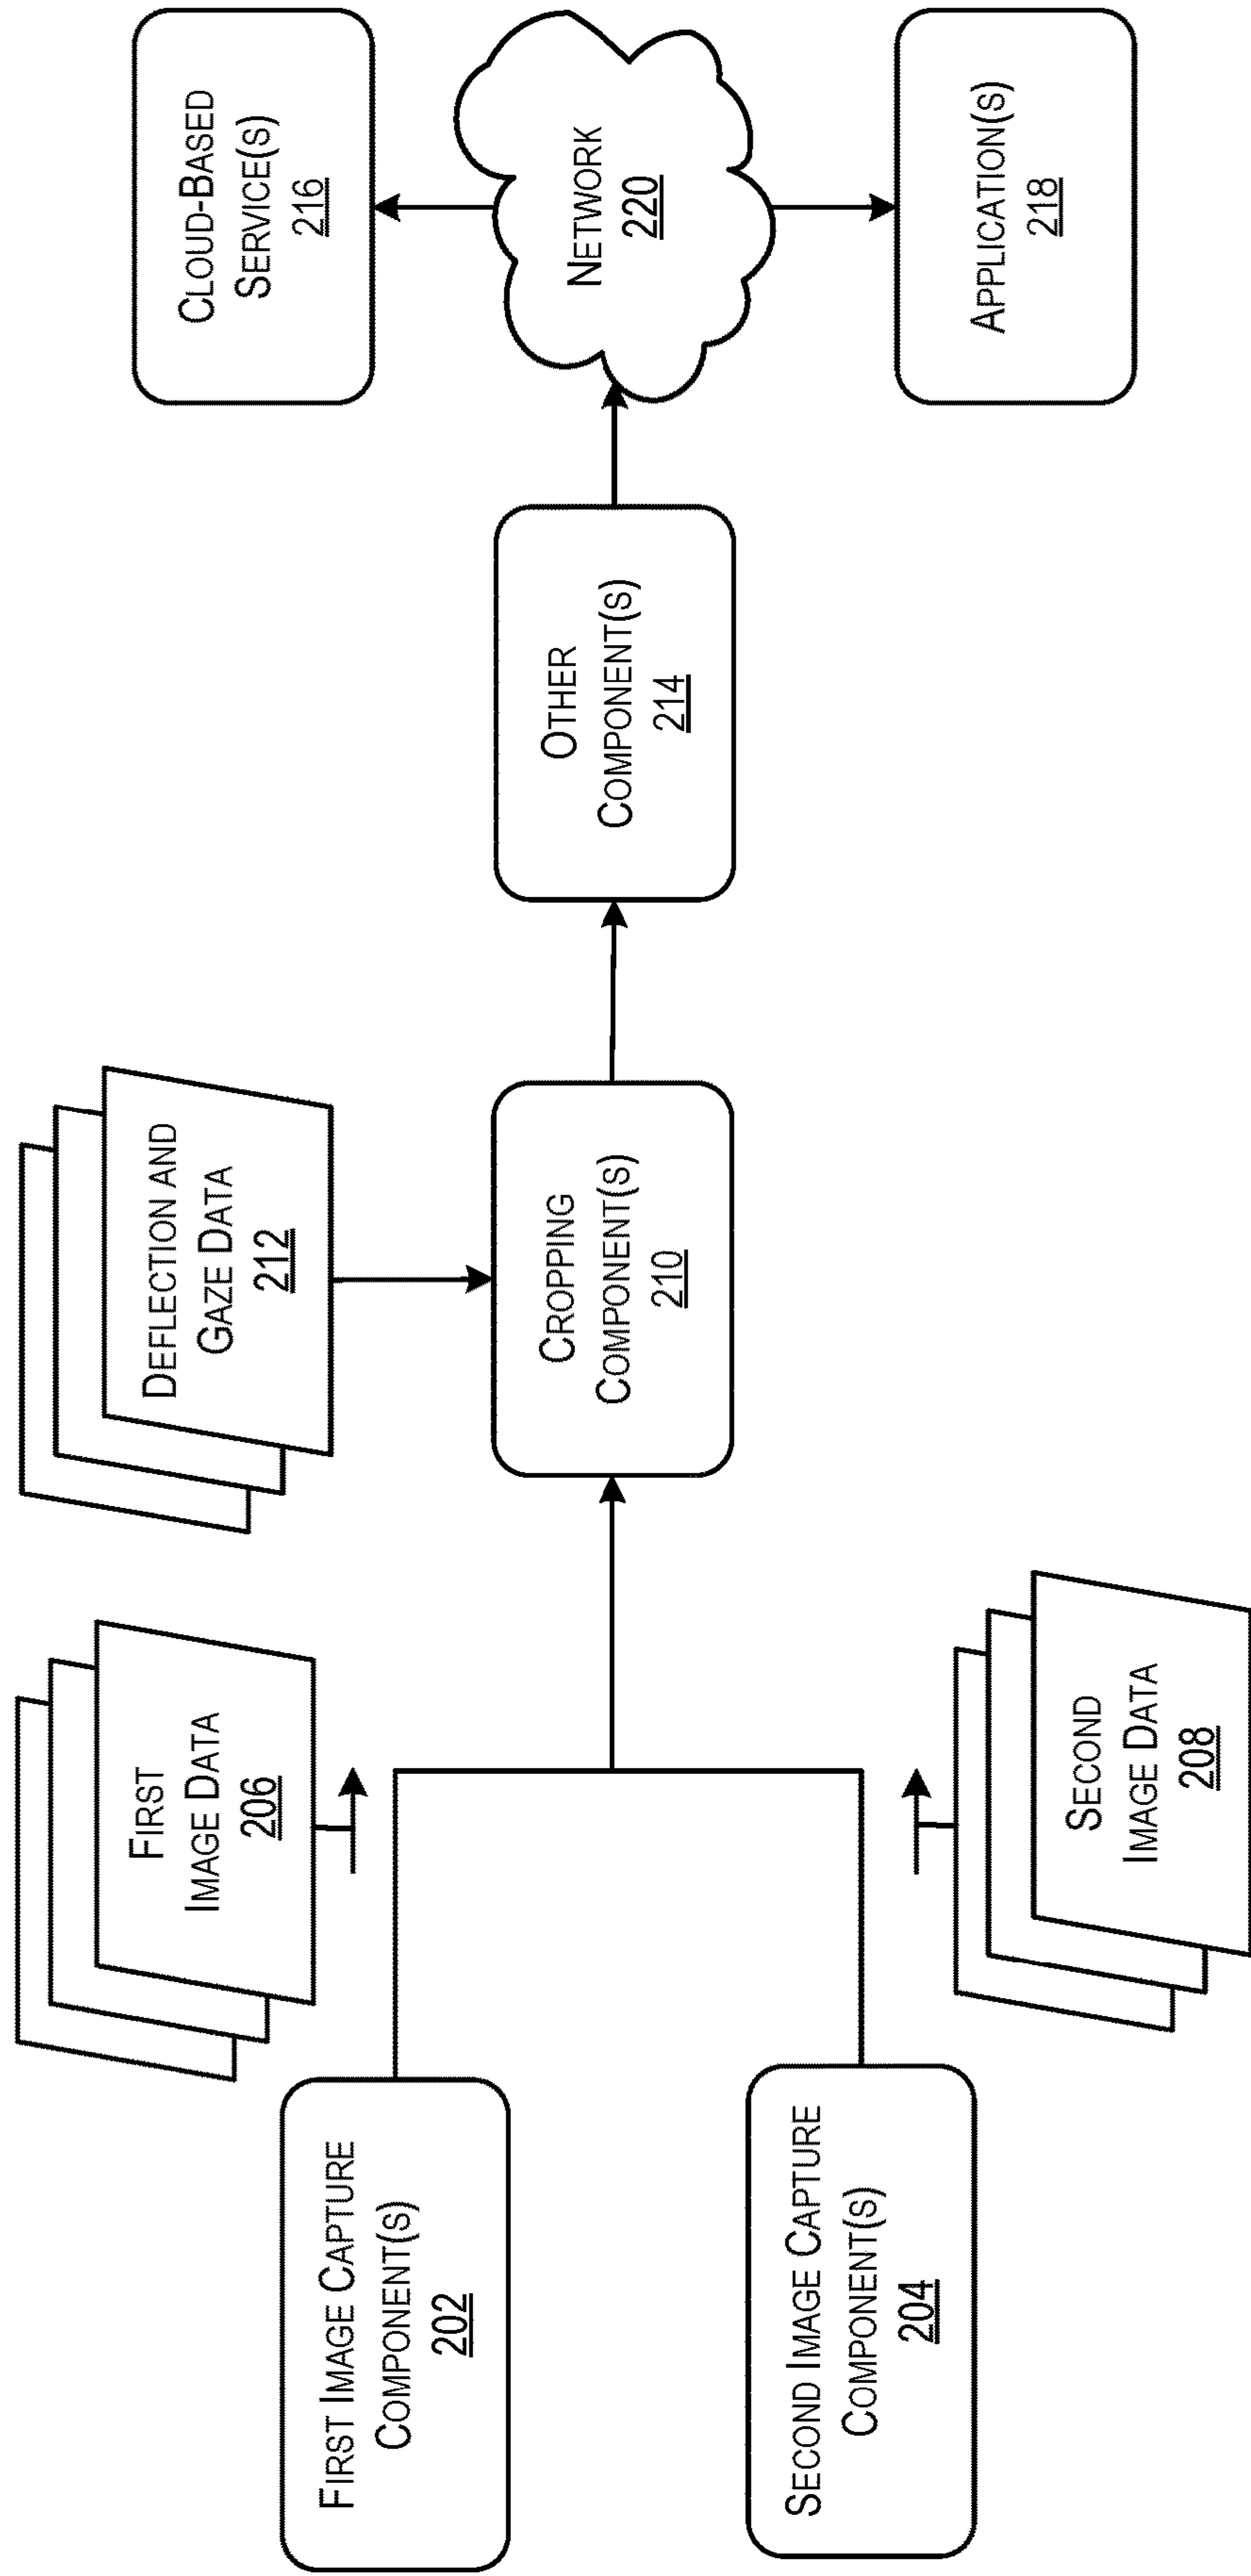 FIRST IMAGE CAPTURE
COMPONENT(S)
202
SECOND IMAGE CAPTURE
COMPONENT(S)
204
FIRST
IMAGE DATA
206
SECOND
IMAGE DATA
208
DEFLECTION AND
GAZE DATA
212
CROPPING
COMPONENT(S)
210
OTHER
COMPONENT(S)
214
CLOUD-BASED
SERVICE(S)
216
NETWORK
220
APPLICATION(S)
218